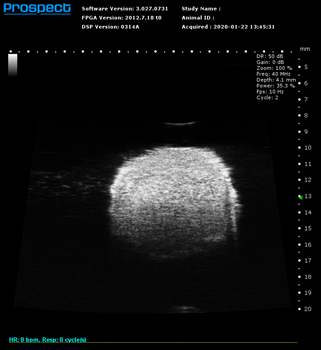 Prospect
Software Version: 3.027.0731
FPGA Version: 2012.7.18 t0
DSP Version: 0314A
Study Name :
Animal ID :
Acquired : 2020-01-22 13:45:31
mm
DR: 50 dB
Gain: 0 dB
Zoom: 100 %
Freq: 40 MHz
Depth: 4.1 mm
Power: 35.3 %
Fps: 10 Hz
Cycle: 2
5
6
7
8
9
10
11
12
13
14
15
16
17
18
19
20
HR: 0 bpm, Resp: 0 cycle(s)